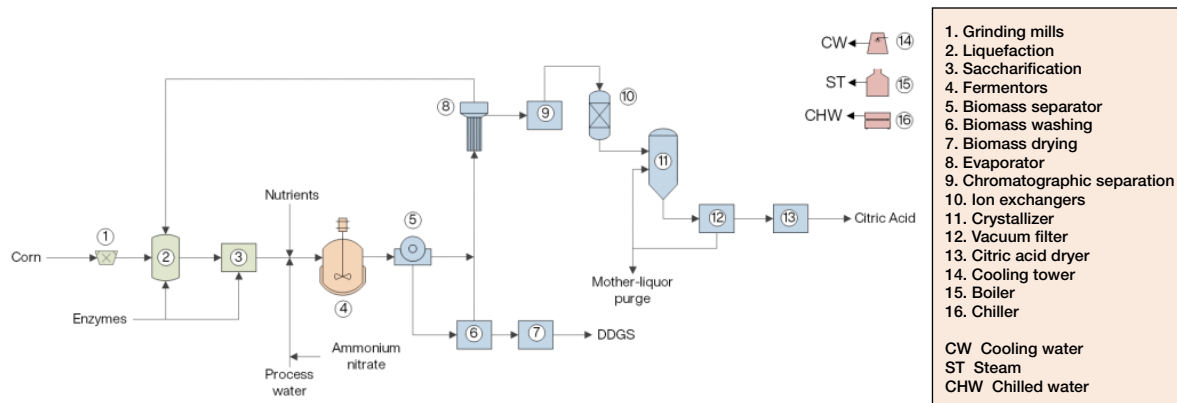 CW
14
ST
15
CHW
16
8
9
10
11
Nutrients
5
12
13
Citric Acid
Corn
1
2
3
4
Mother-liquor
purge
Enzymes
6
7
DDGS
Ammonium
nitrate
Process
water
1. Grinding mills
2. Liquefaction
3. Saccharification
4. Fermentors
5. Biomass separator
6. Biomass washing
7. Biomass drying
8. Evaporator
9. Chromatographic separation
10. Ion exchangers
11. Crystallizer
12. Vacuum filter
13. Citric acid dryer
14. Cooling tower
15. Boiler
16. Chiller
CW Cooling water
ST Steam
CHW Chilled water